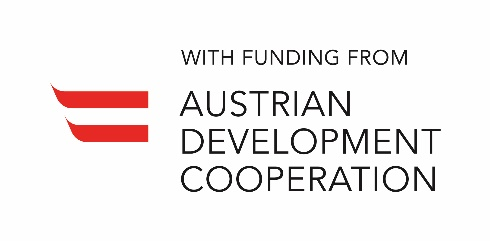 WITH FUNDING FROM
AUSTRIAN
DEVELOPMENT
COOPERATION